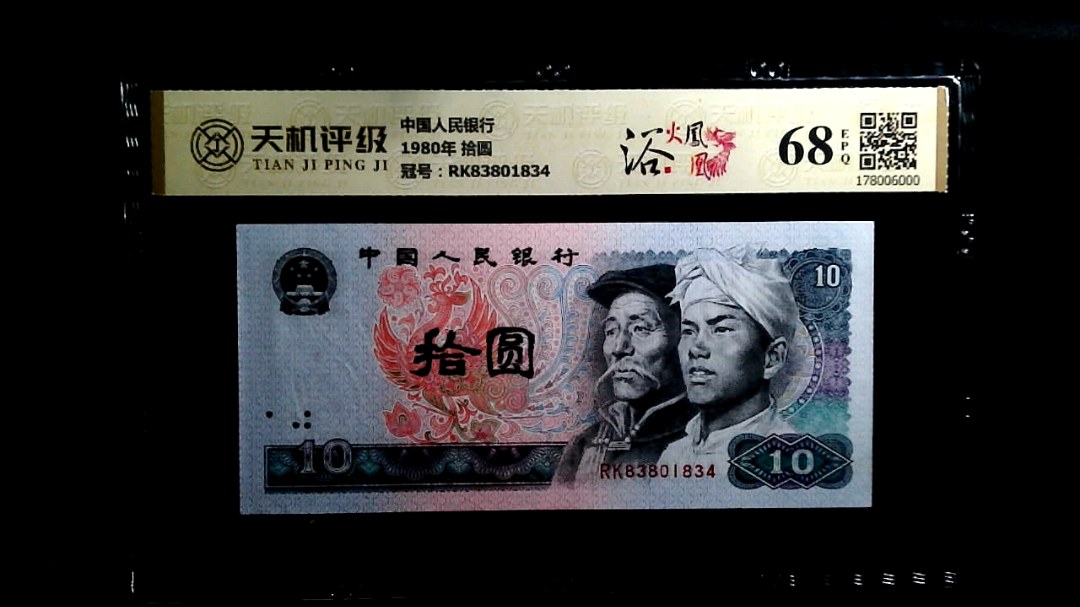 天机评级
TIAN JI PING JI
中国人民银行
1980年 拾圆
冠号：RK83801834
浴火凤凰
68
EPQ
178006000
中国人民银行
10
拾圆
10
RK83801834
10